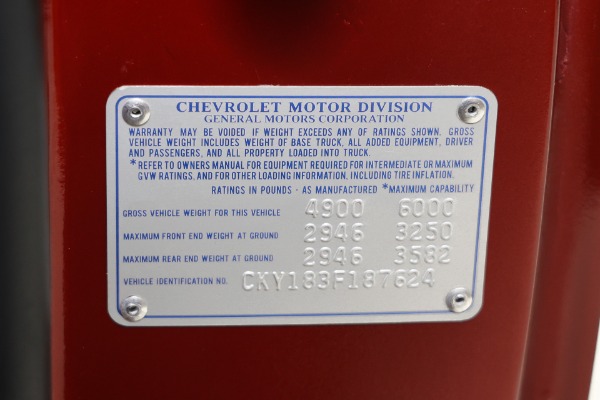 CHEVROLET MOTOR DIVISION
GENERAL MOTORS CORPORATION
WARRANTY MAY BE VOIDED IF WEIGHT EXCEEDS ANY OF RATINGS SHOWN. GROSS
VEHICLE WEIGHT INCLUDES WEIGHT OF BASE TRUCK, ALL ADDED EQUIPMENT, DRIVER
AND PASSENGERS, AND ALL PROPERTY LOADED INTO TRUCK.
*REFER TO OWNERS MANUAL FOR EQUIPMENT REQUIRED FOR INTERMEDIATE OR MAXIMUM
GVW RATINGS, AND FOR OTHER LOADING INFORMATION, INCLUDING TIRE INFLATION.
RATINGS IN POUNDS - AS MANUFACTURED *MAXIMUM CAPABILITY
GROSS VEHICLE WEIGHT FOR THIS VEHICLE 4900 6000
MAXIMUM FRONT END WEIGHT AT GROUND 2946 3250
MAXIMUM REAR END WEIGHT AT GROUND 2946 3582
VEHICLE IDENTIFICATION NO. CKY183F187624